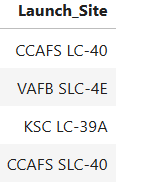 Launch_Site
CCAFS LC-40
VAFB SLC-4E
KSC LC-39A
CCAFS SLC-40